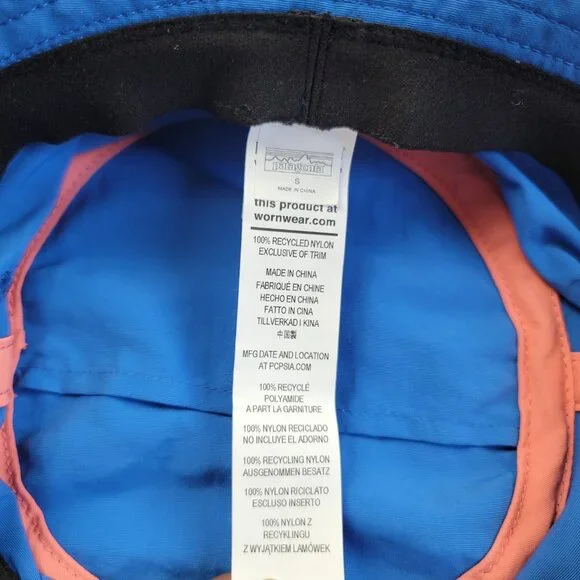 patagonia
S
MADE IN CHINA
this product at
wornwear.com
100% RECYCLED NYLON
EXCLUSIVE OF TRIM
MADE IN CHINA
FABRIQUÉ EN CHINE
HECHO EN CHINA
FATTO IN CINA
TILLVERKAD I KINA
中国製
MFG DATE AND LOCATION
AT PCPSIA.COM
100% RECYCLÉ
POLYAMIDE
A PART LA GARNITURE
100% NYLON RECICLADO
NO INCLUYE EL ADORNO
100% RECYCLING NYLON
AUSGENOMMEN BESATZ
100% NYLON RICICLATO
ESCLUSO INSERTO
100% NYLON Z
RECYKLINGU
Z WYJĄTKIEM LAMÓWEK